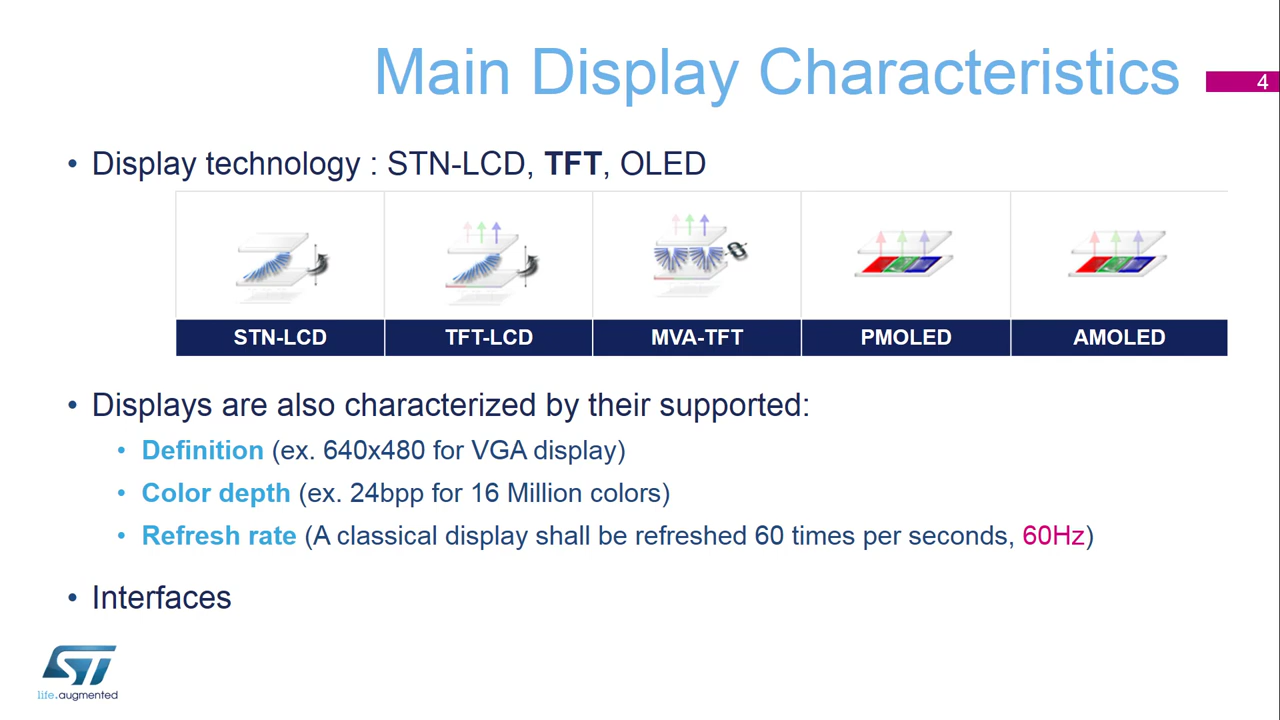 Main Display Characteristics
4
• Display technology : STN-LCD, TFT, OLED
STN-LCD TFT-LCD MVA-TFT PMOLED AMOLED
• Displays are also characterized by their supported:
• Definition (ex. 640x480 for VGA display)
• Color depth (ex. 24bpp for 16 Million colors)
• Refresh rate (A classical display shall be refreshed 60 times per seconds, 60Hz)
• Interfaces
ST
life.augmented